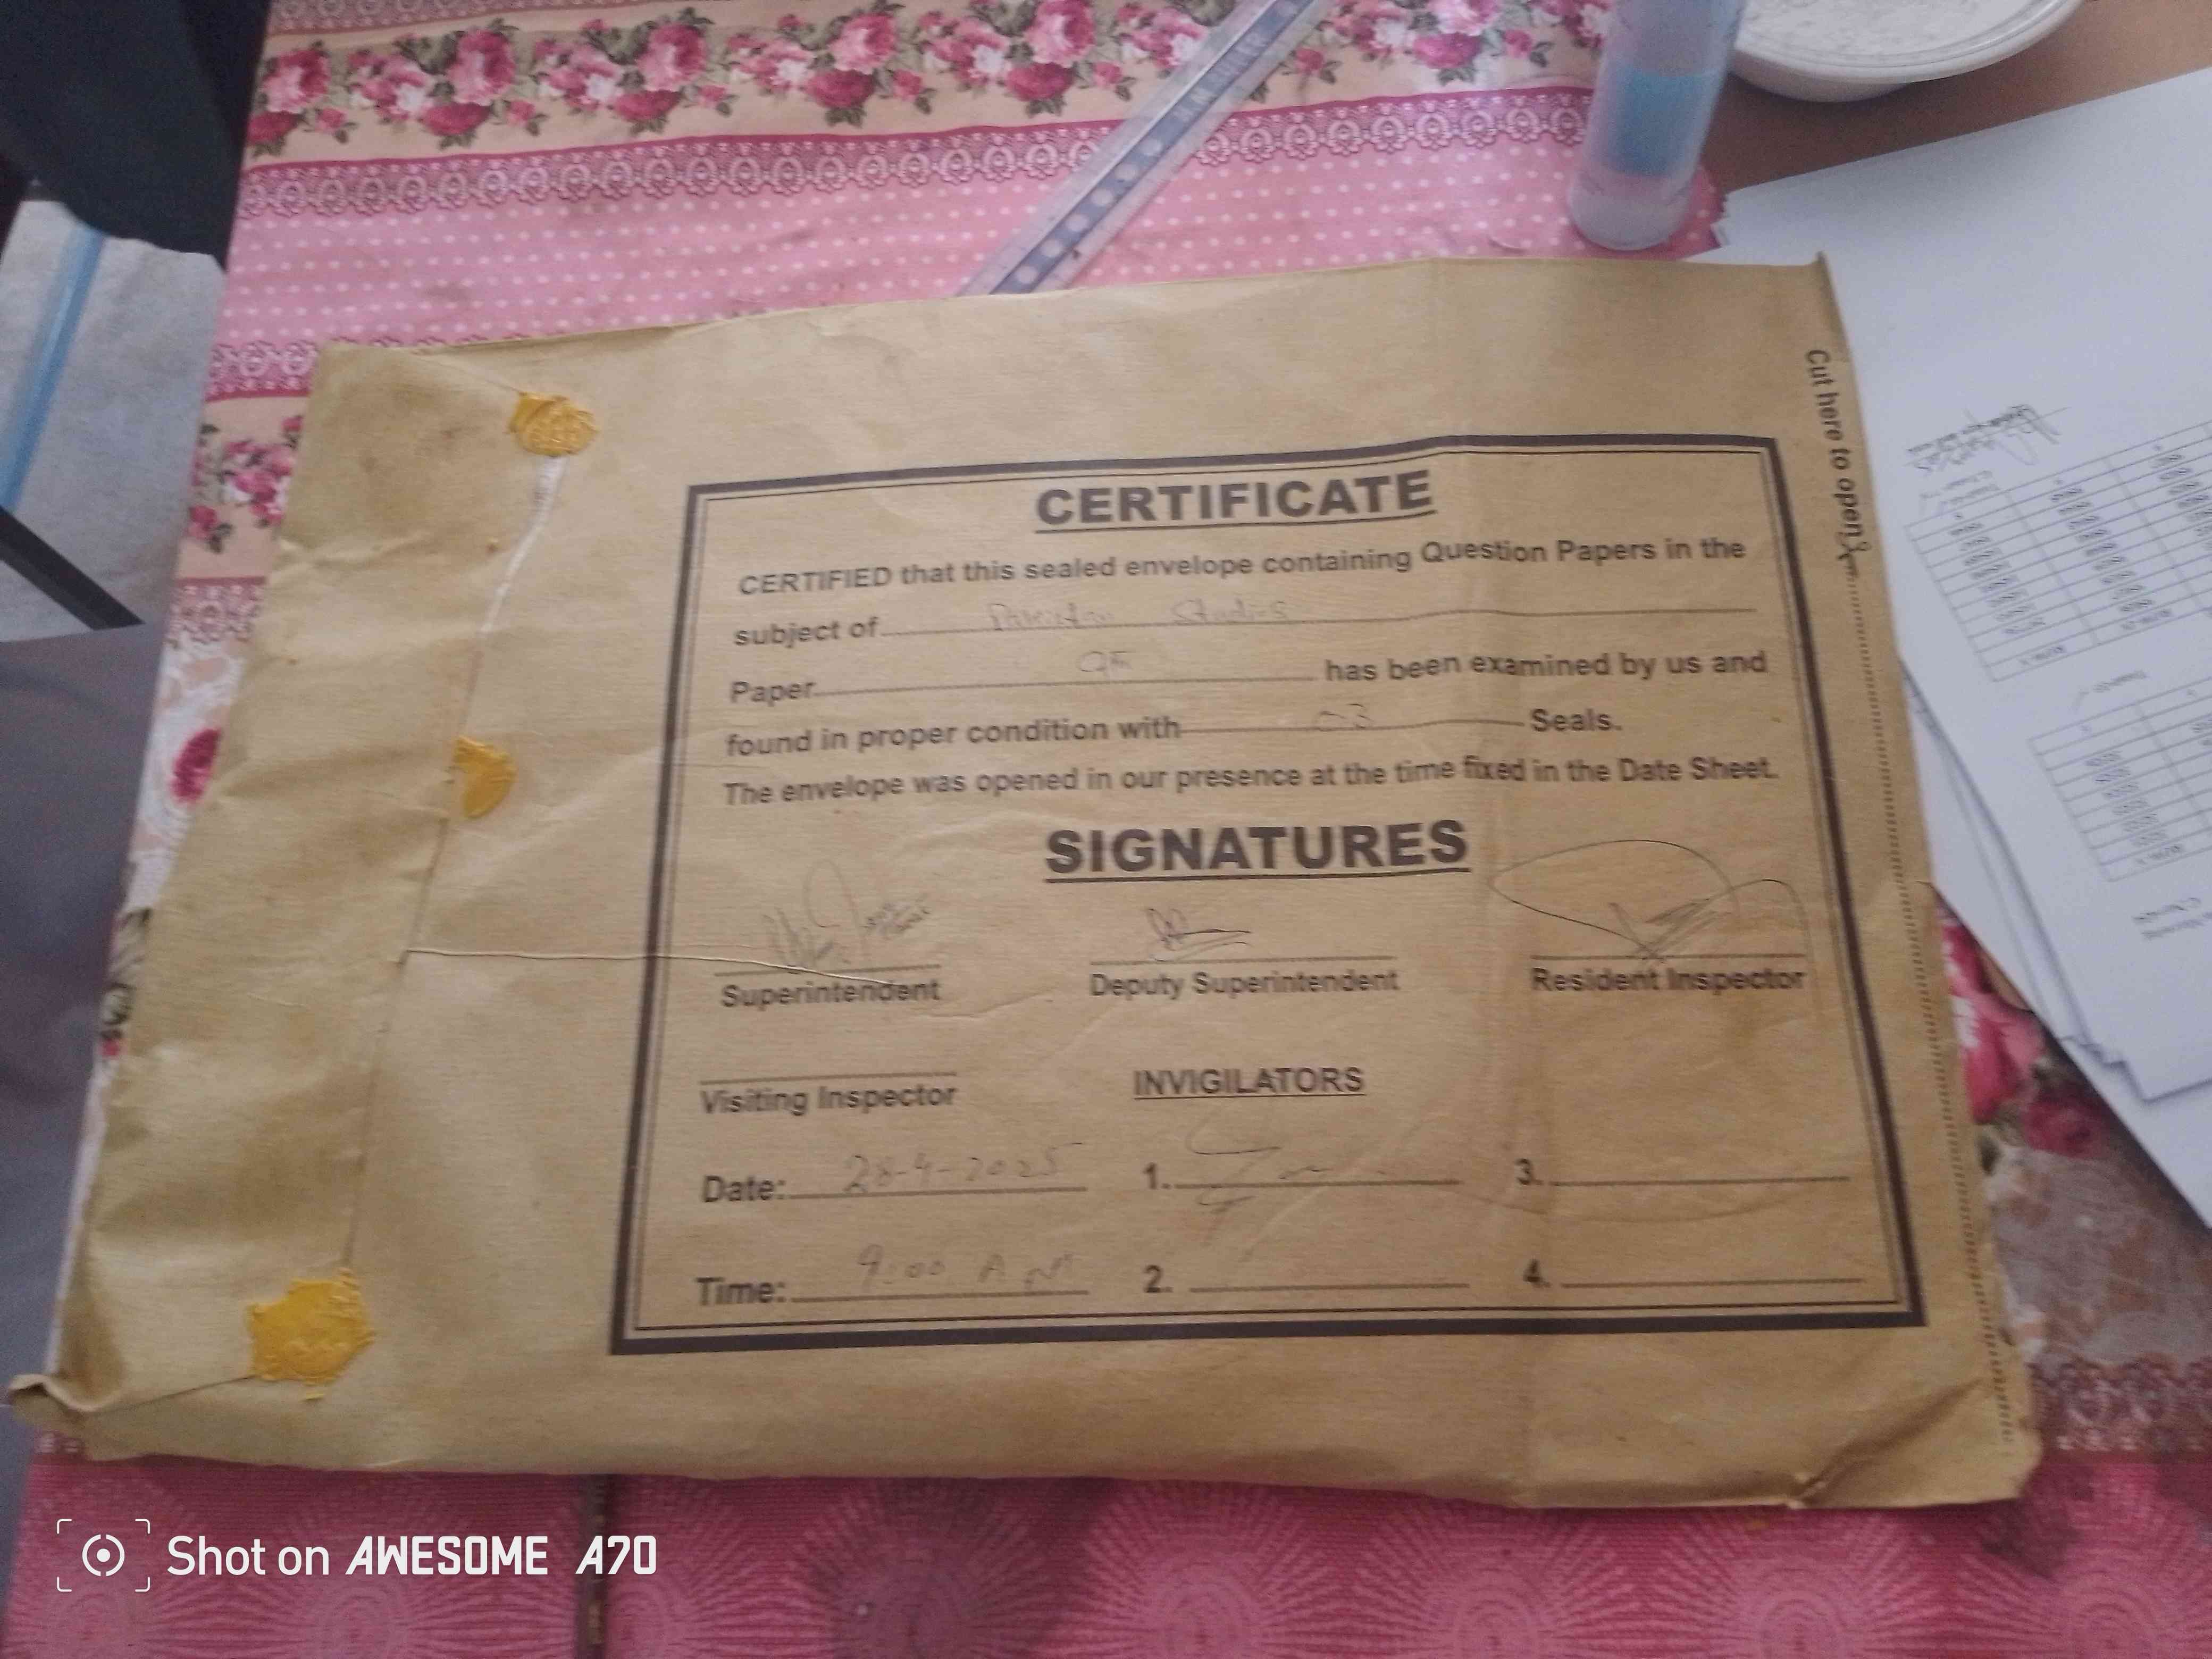 CERTIFICATE
CERTIFIED that this sealed envelope containing Question Papers in the
subject of Pakistan Studies
Paper 9th has been examined by us and
found in proper condition with 03 Seals.
The envelope was opened in our presence at the time fixed in the Date Sheet.
SIGNATURES
Superintendent Deputy Superintendent Resident Inspector
Visiting Inspector INVIGILATORS
Date: 28-4-2025 1. 3.
Time: 9:00 AM 2. 4.
Cut here to open
Shot on AWESOME A70